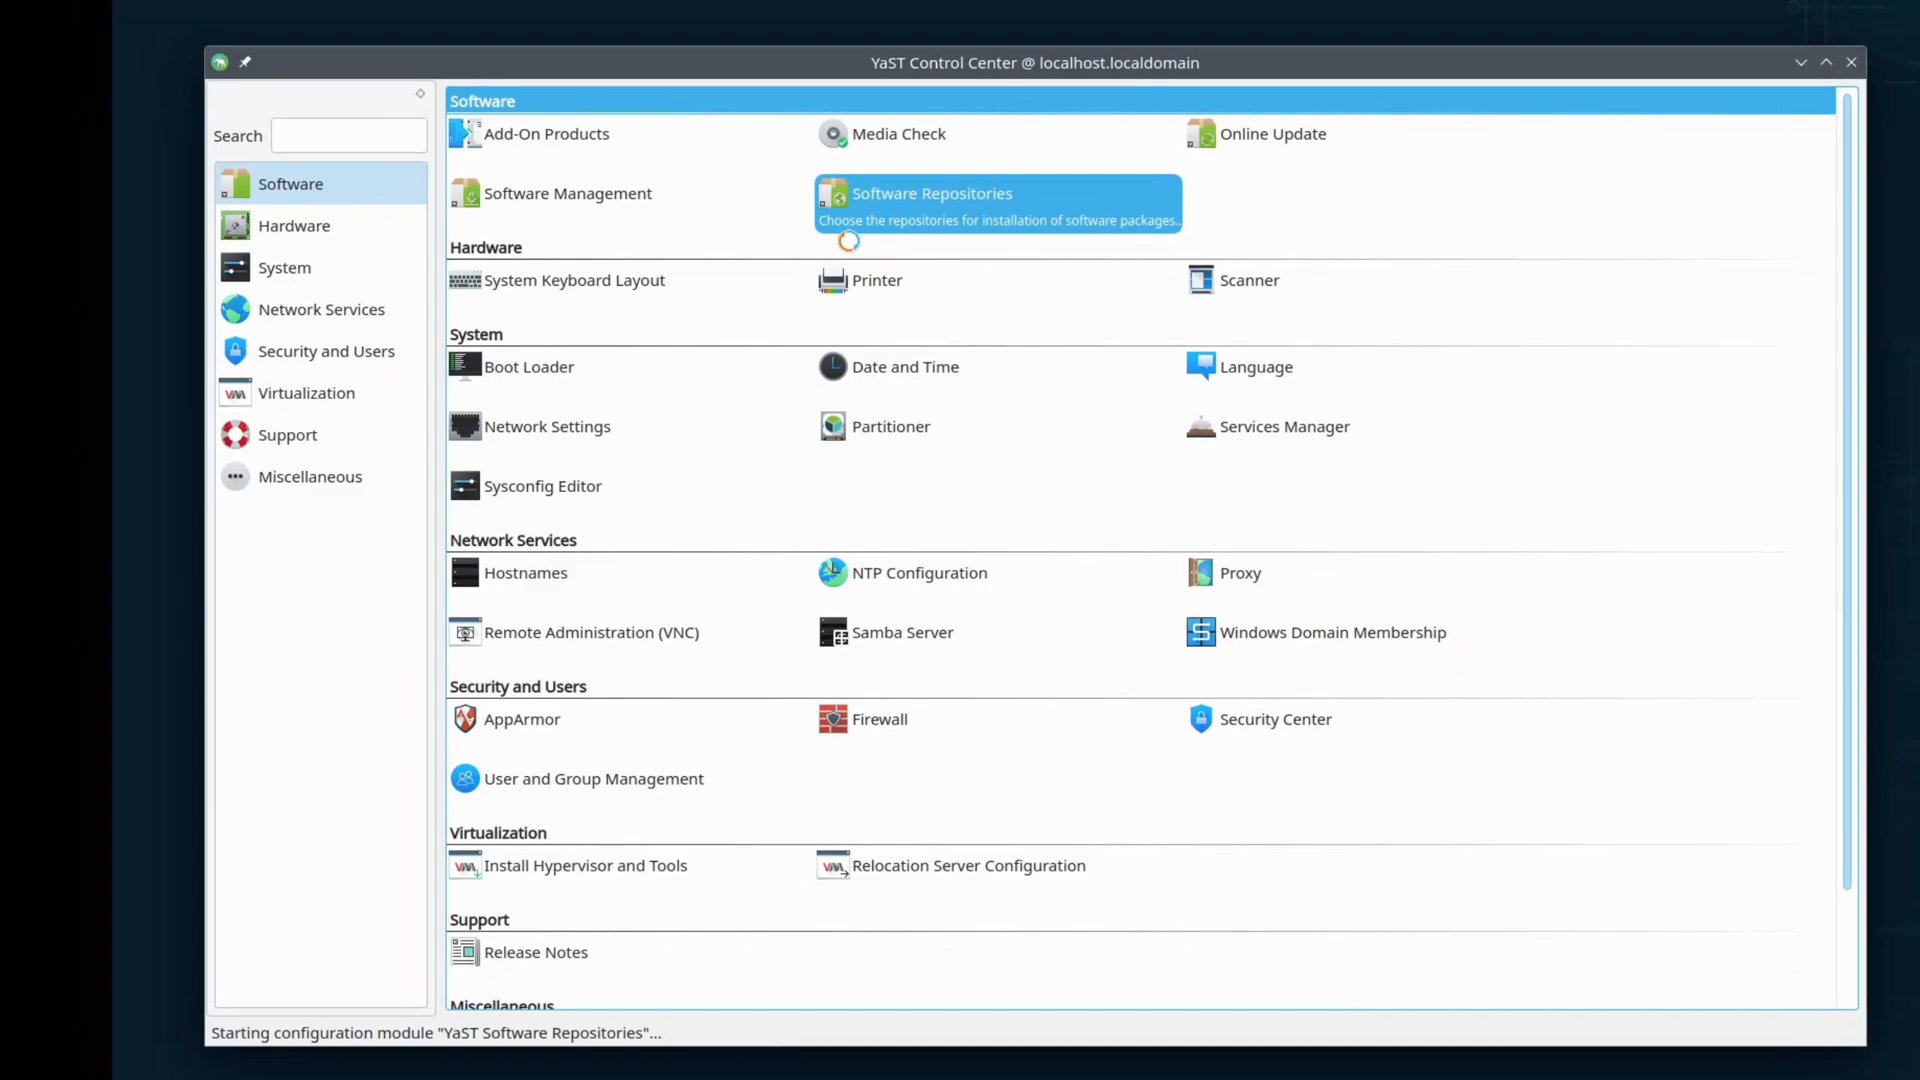 YaST Control Center @ localhost.localdomain
Search
Software
Hardware
System
Network Services
Security and Users
Virtualization
Support
Miscellaneous
Software
Add-On Products
Media Check
Online Update
Software Management
Software Repositories
Choose the repositories for installation of software packages...
Hardware
System Keyboard Layout
Printer
Scanner
System
Boot Loader
Date and Time
Language
Network Settings
Partitioner
Services Manager
Sysconfig Editor
Network Services
Hostnames
NTP Configuration
Proxy
Remote Administration (VNC)
Samba Server
Windows Domain Membership
Security and Users
AppArmor
Firewall
Security Center
User and Group Management
Virtualization
Install Hypervisor and Tools
Relocation Server Configuration
Support
Release Notes
Miscellaneous
Starting configuration module "YaST Software Repositories"...